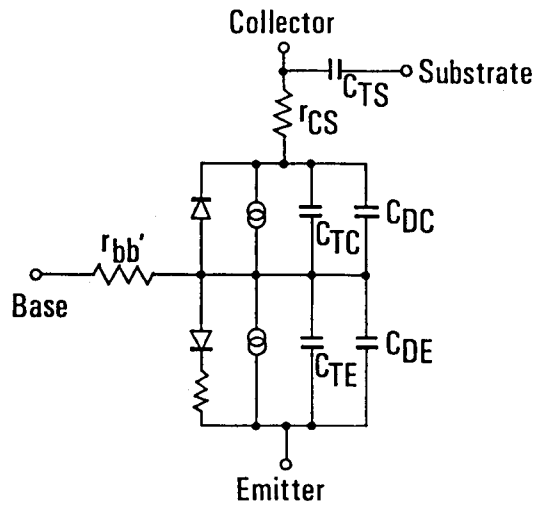 Collector
Substrate
CTS
rCS
CTC
CDC
rbb'
Base
CTE
CDE
Emitter